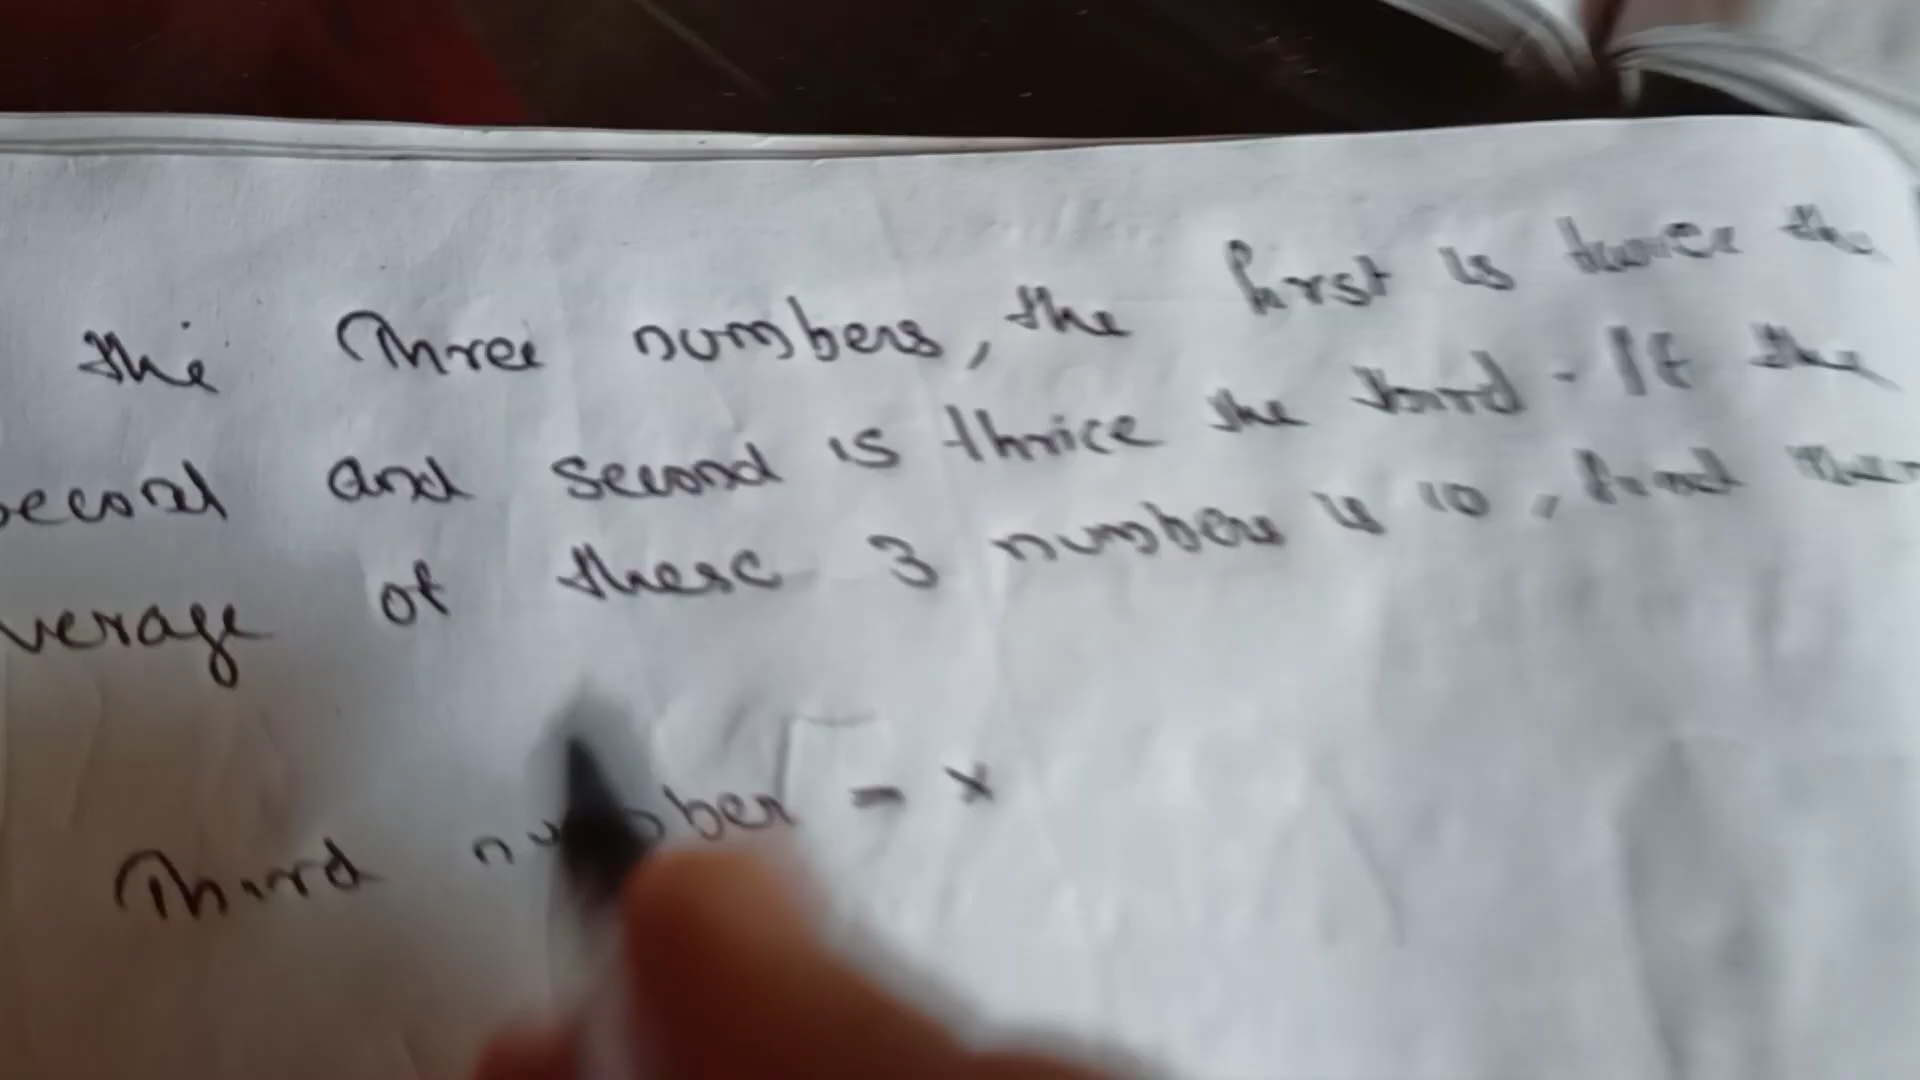 the Three numbers, the first is twice the
second and second is thrice the third. If the
verage of these 3 numbers is 10, find
Third number - x